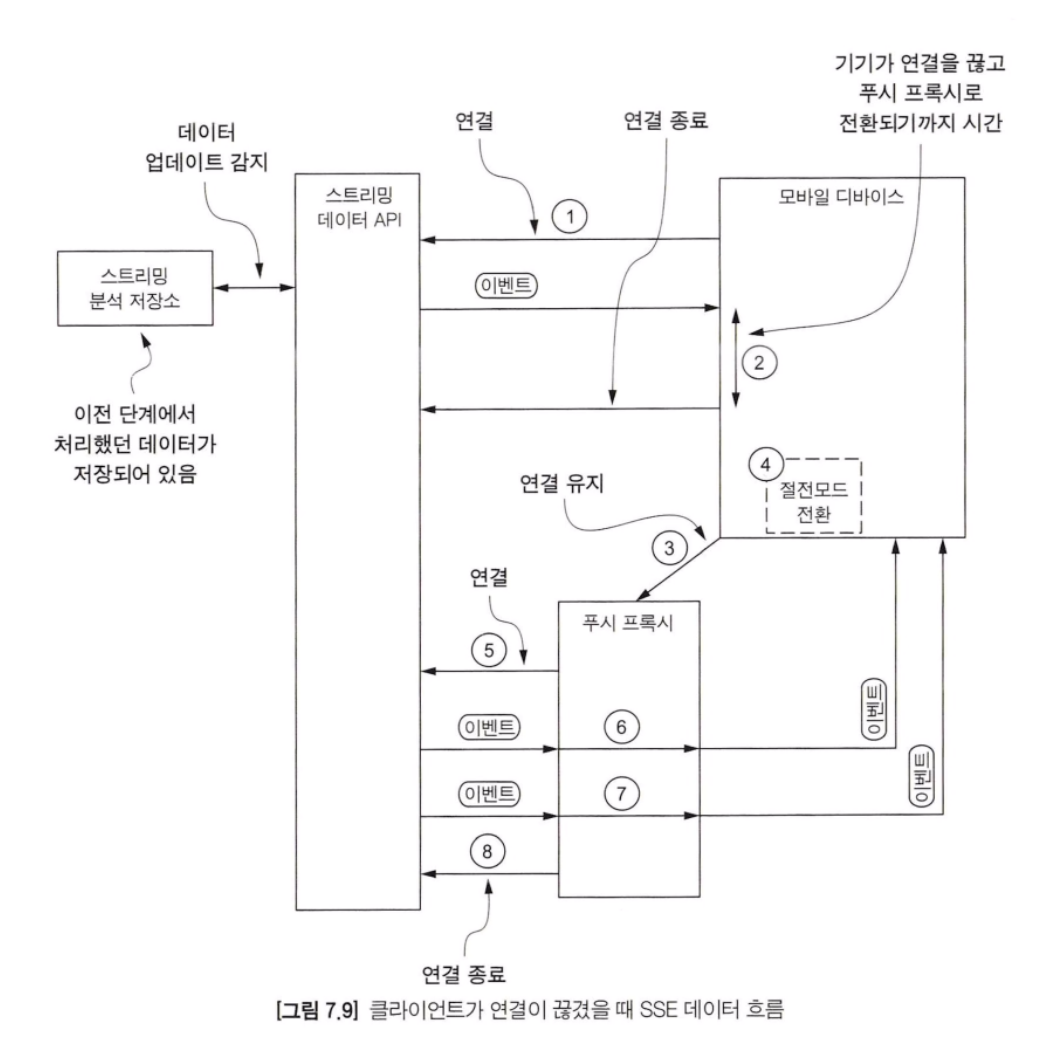 기기가 연결을 끊고
푸시 프록시로
전환되기까지 시간
연결
연결 종료
데이터
업데이트 감지
스트리밍
데이터 API
모바일 디바이스
1
스트리밍
분석 저장소
이벤트
2
이전 단계에서
처리했던 데이터가
저장되어 있음
4
절전모드
전환
연결 유지
3
연결
푸시 프록시
5
이벤트
6
이벤트
이벤트
7
이벤트
8
연결 종료
[그림 7.9] 클라이언트가 연결이 끊겼을 때 SSE 데이터 흐름